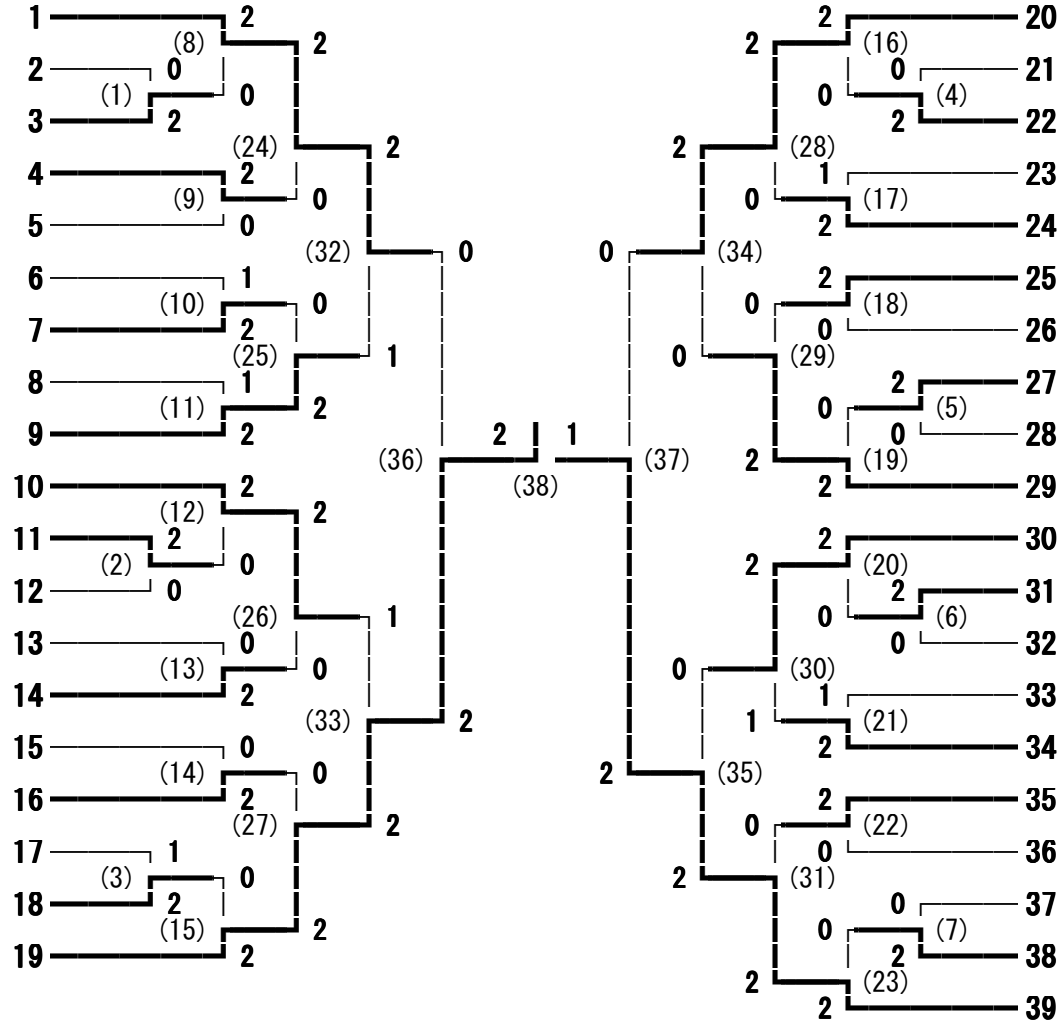 1 2 2 20
(8) 2 2 (16)
2 0 0 21
(1) 0 0 (4)
3 2 2 22
(24) 2 2 (28)
4 2 1 23
(9) 0 0 (17)
5 0 2 24
(32) 0 0 (34)
6 1 2 25
(10) 0 0 (18)
7 2 0 26
(25) 1 0 (29)
8 1 2 27
(11) 2 0 (5)
9 2 2 1 0 28
(36) (37) 2 (19)
10 2 (38) 2 29
(12) 2
11 2 2 30
(2) 0 2 (20)
12 0 2 31
(26) 1 0 (6)
13 0 0 32
(13) 0 0 (30)
14 2 1 33
(33) 2 1 (21)
15 0 2 34
(14) 0 2 (35)
16 2 2 35
(27) 2 0 (22)
17 1 0 36
(3) 0 2 (31)
18 2 0 37
(15) 2 0 (7)
19 2 2 38
2 (23)
2 39